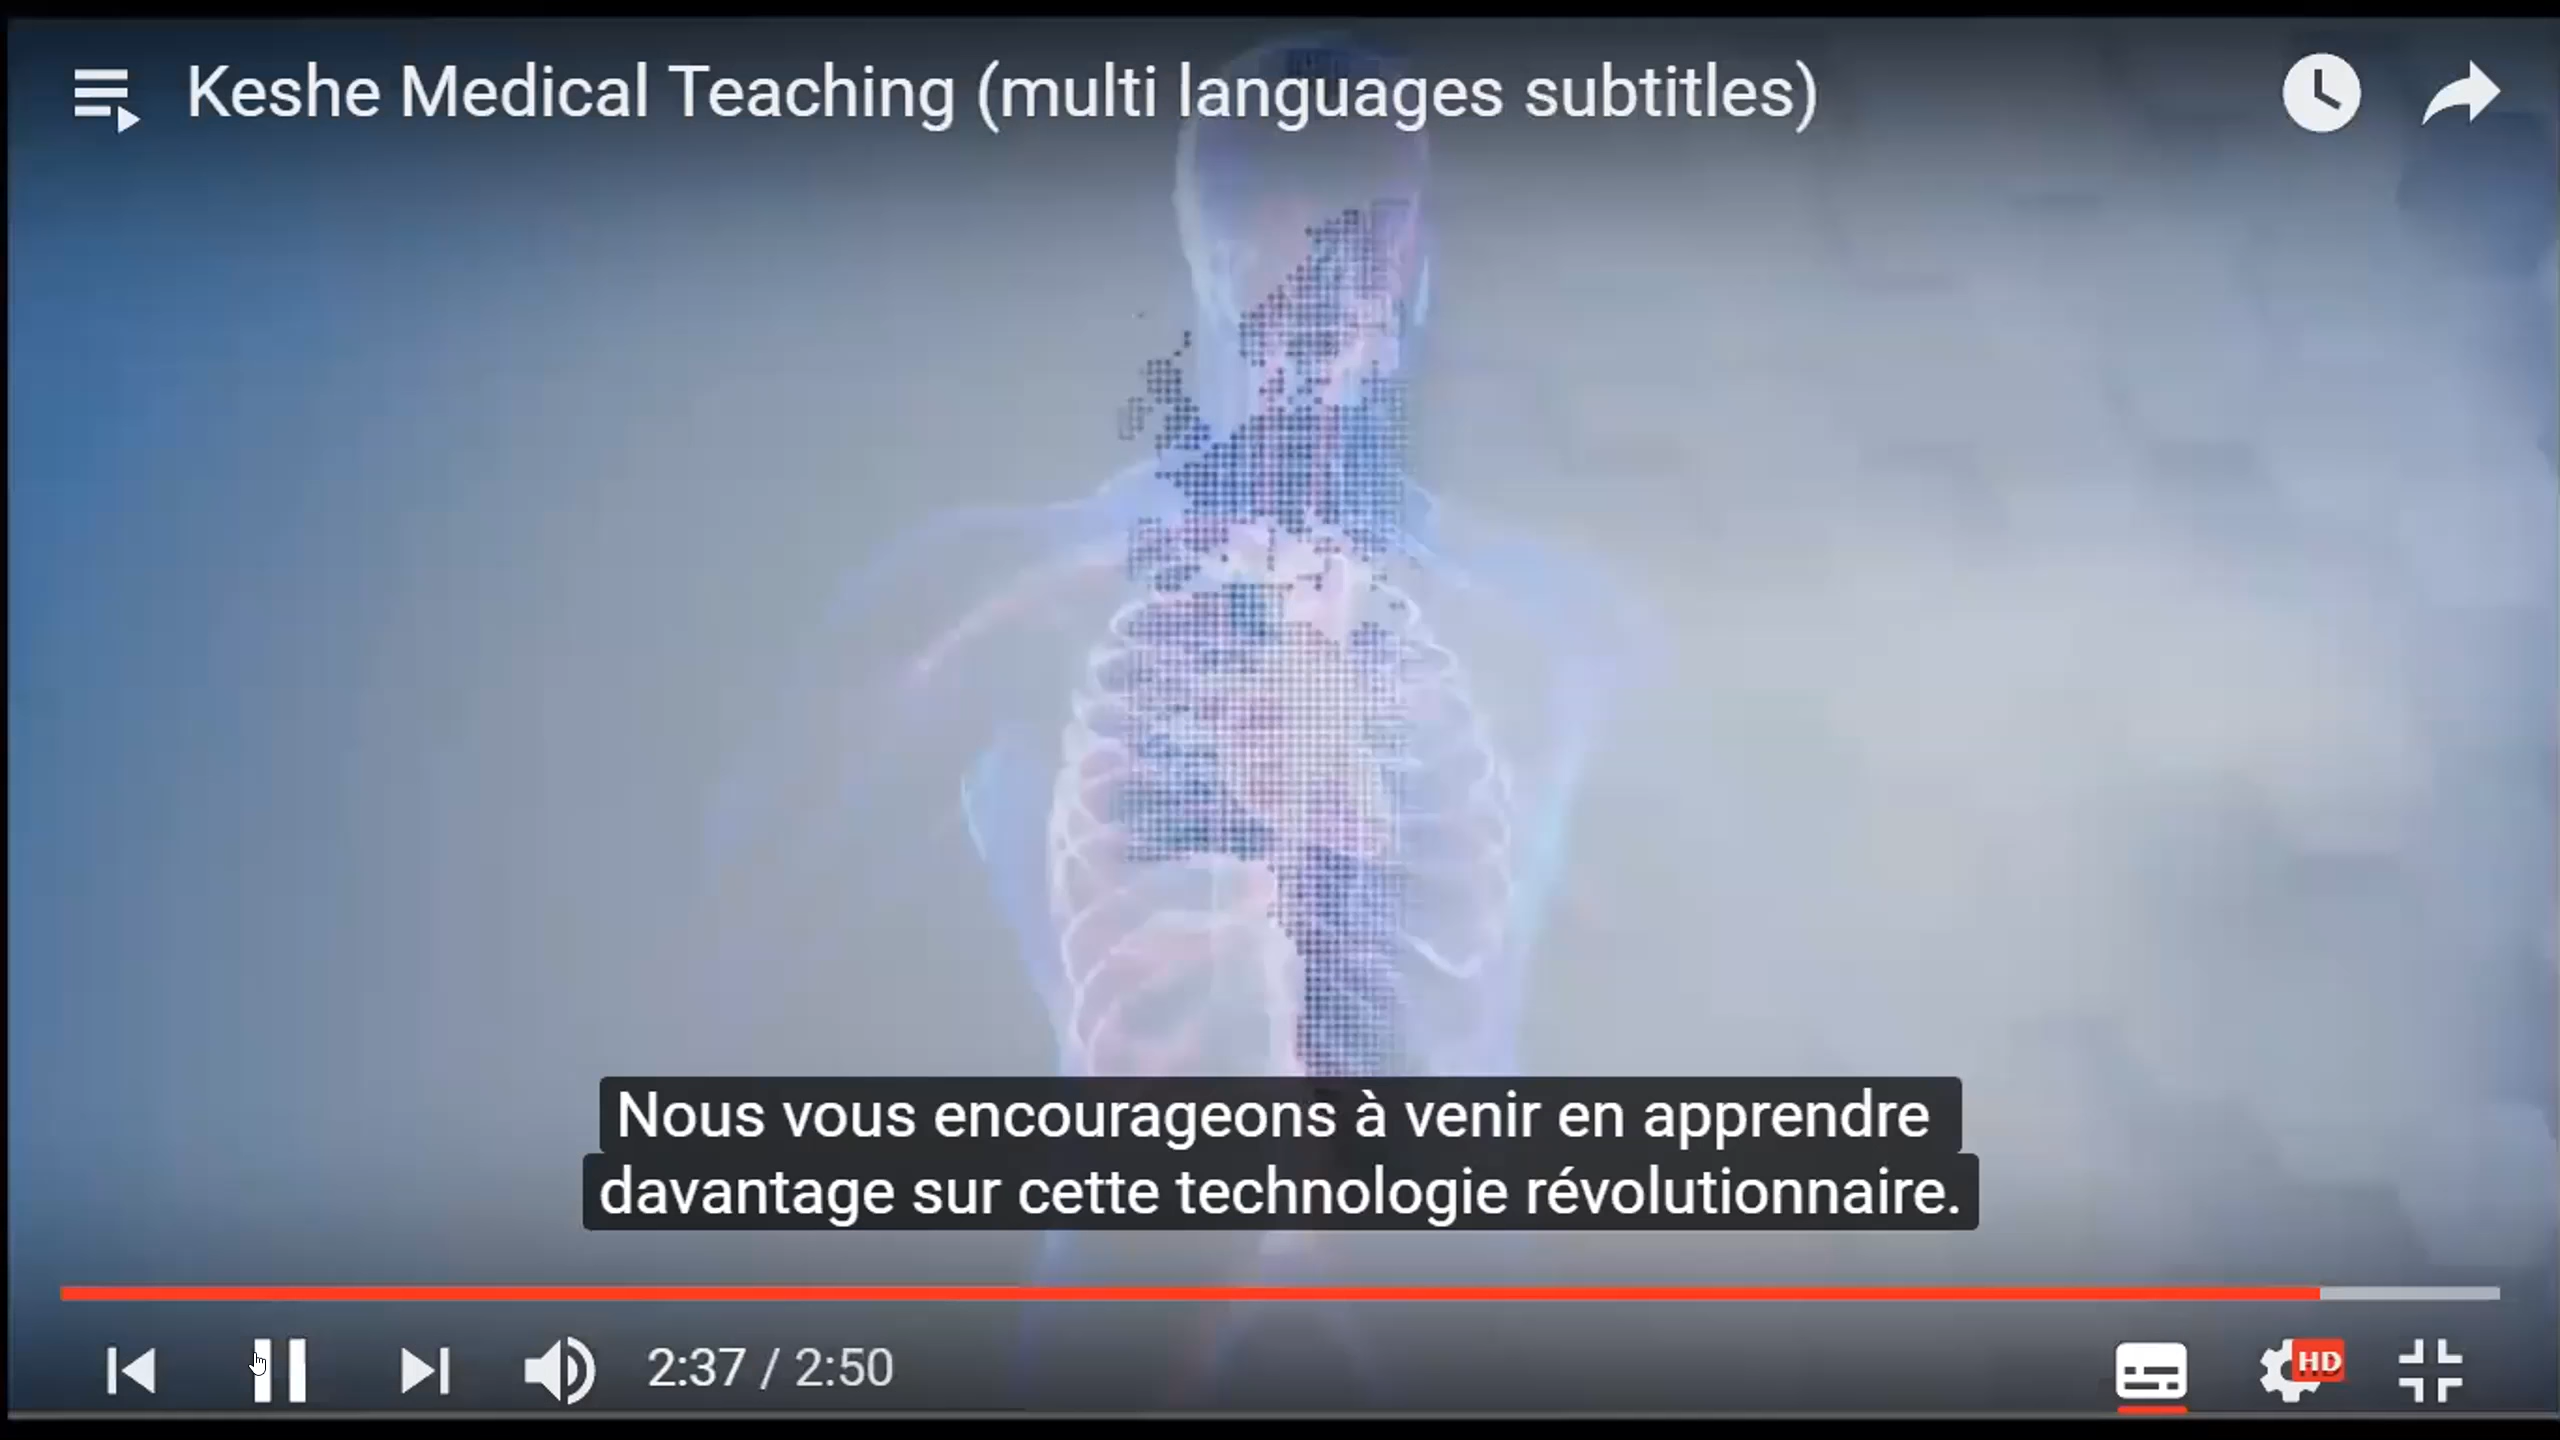 Keshe Medical Teaching (multi languages subtitles)
Nous vous encourageons à venir en apprendre
davantage sur cette technologie révolutionnaire.
2:37 / 2:50
HD